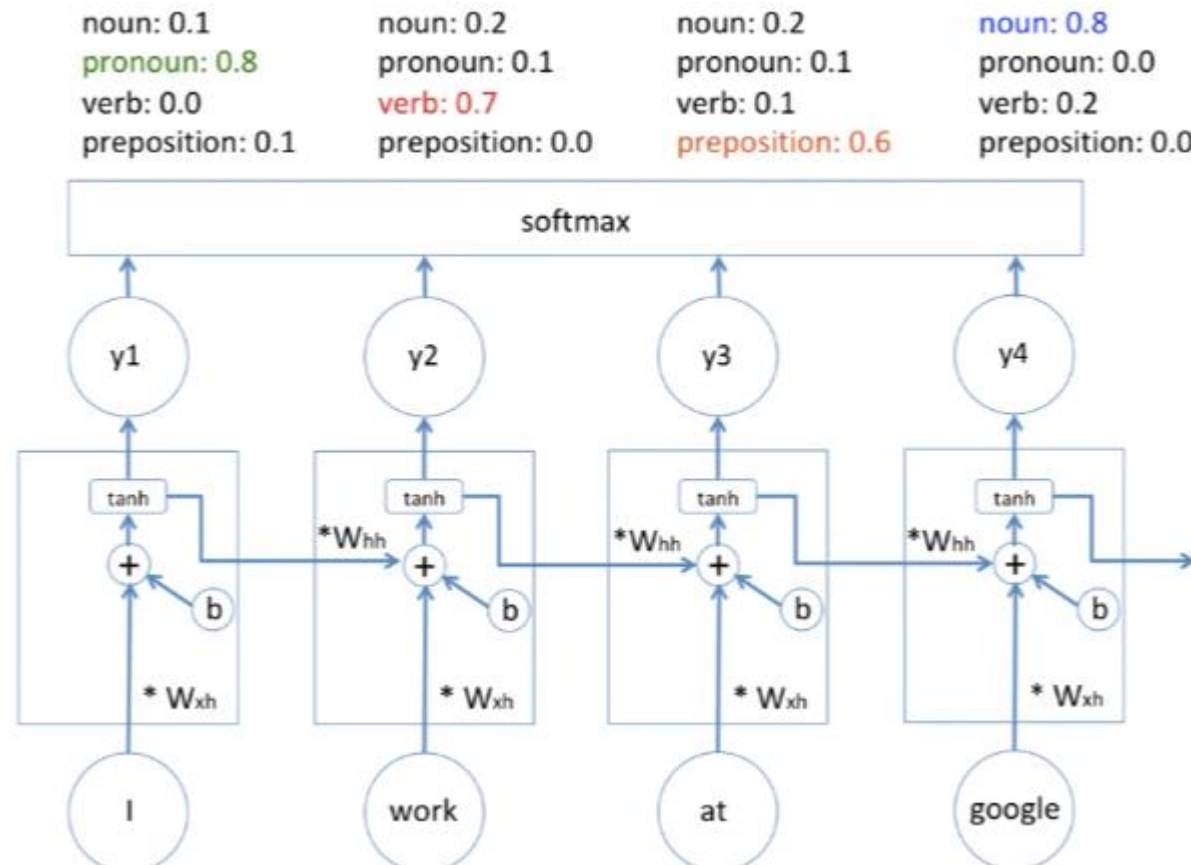 noun: 0.1 noun: 0.2 noun: 0.2 noun: 0.8
pronoun: 0.8 pronoun: 0.1 pronoun: 0.1 pronoun: 0.0
verb: 0.0 verb: 0.7 verb: 0.1 verb: 0.2
preposition: 0.1 preposition: 0.0 preposition: 0.6 preposition: 0.0
softmax
y1 y2 y3 y4
tanh tanh tanh tanh
*Whh *Whh *Whh
+ + + +
b b b b
* Wxh * Wxh * Wxh * Wxh
I work at google